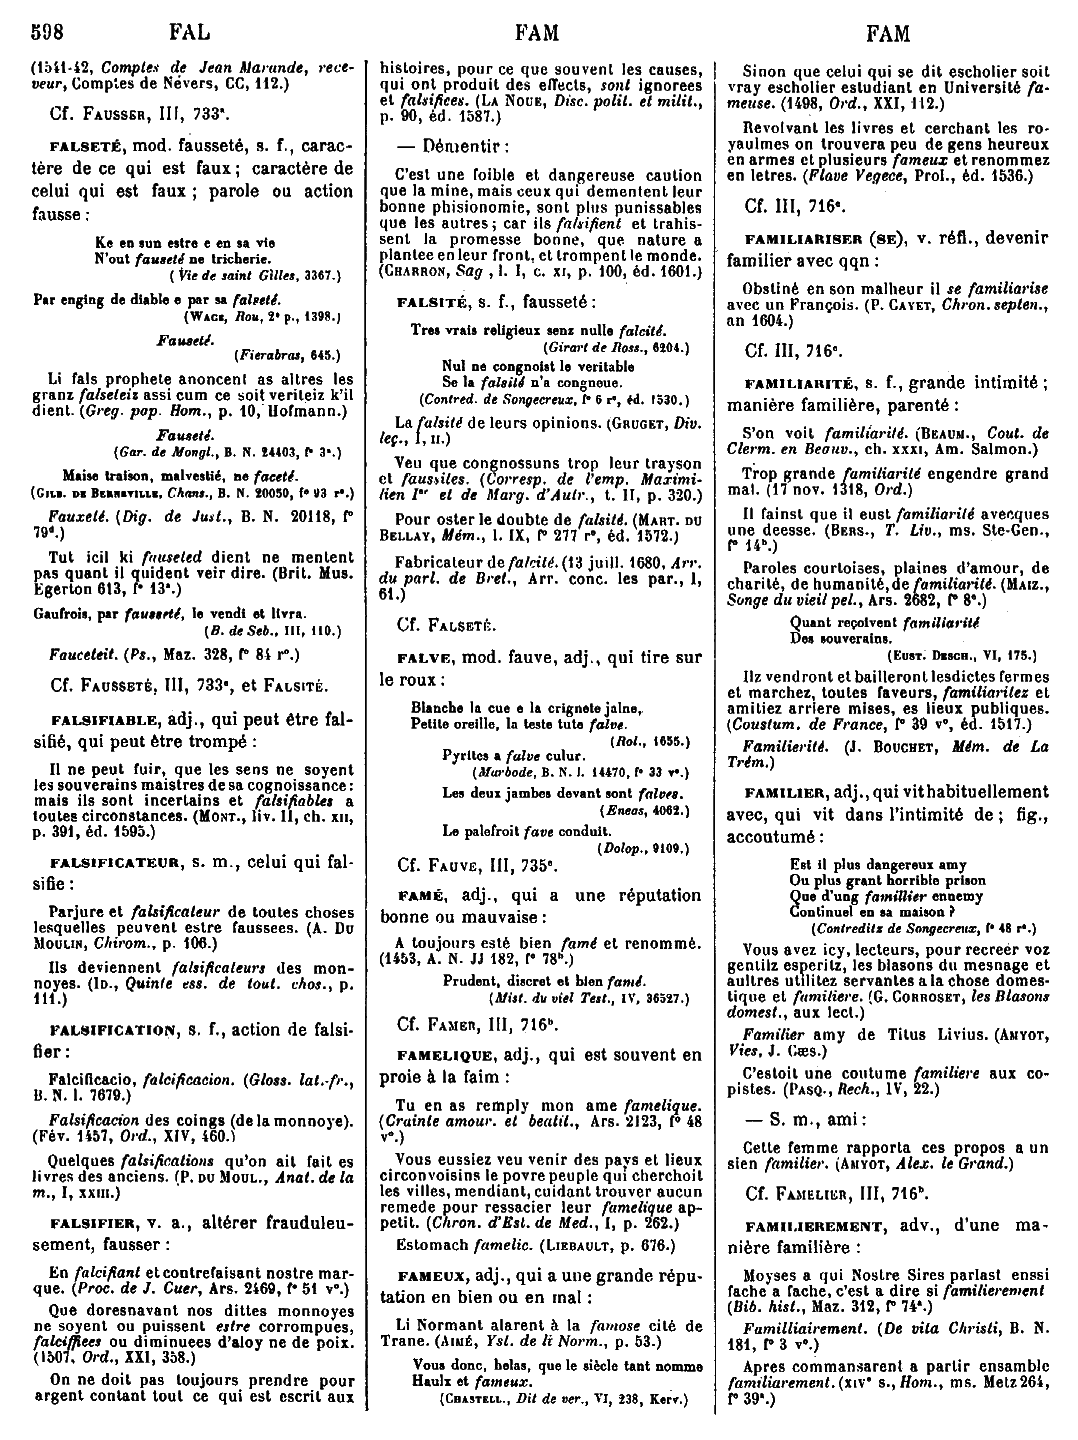 598 FAL FAM FAM
(1541-42, Comptes de Jean Marande, rece-
veur, Comptes de Névers, CC, 112.)
Cf. FAUSSER, III, 733ª.
FALSETÉ, mod. fausseté, s. f., carac-
tère de ce qui est faux ; caractère de
celui qui est faux ; parole ou action
fausse :
Ke en sun estre e en sa vie
N'out fauseté ne tricherie.
(Vie de saint Gilles, 3367.)
Par enging de diable e par sa falseté.
(WACE, Rou, 2ª p., 1398.)
Fauseté.
(Fierabras, 645.)
Li fals prophete anoncent as altres les
granz falseteiz assi cum ce soit veriteiz k'il
dient. (Greg. pap. Hom., p. 10, Hofmann.)
Fauseté.
(Gar. de Mongl., B. N. 24403, fº 3ª.)
Maise traïson, malvestié, ne faceté.
(GILB. DE BERNEVILLE, Chans., B. N. 20050, fº 93 rº.)
Fauxeté. (Dig. de Just., B. N. 20118, fº
79ª.)
Tut icil ki fauseted dient ne mentent
pas quant il quident veir dire. (Brit. Mus.
Egerton 613, fº 13ª.)
Gaufrois, par fauserté, le vendi et livra.
(B. de Seb., III, 110.)
Fauceteit. (Ps., Maz. 328, fº 84 rº.)
Cf. FAUSSETÉ, III, 733ª, et FALSITÉ.
FALSIFIABLE, adj., qui peut être fal-
sifié, qui peut être trompé :
Il ne peut fuir, que les sens ne soyent
les souverains maistres de sa cognoissance :
mais ils sont incertains et falsifiables a
toutes circonstances. (MONT., liv. II, ch. XII,
p. 391, éd. 1595.)
FALSIFICATEUR, s. m., celui qui fal-
sifie :
Parjure et falsificateur de toutes choses
lesquelles peuvent estre faussees. (A. DU
MOULIN, Chirom., p. 106.)
Ils deviennent falsificateurs des mon-
noyes. (ID., Quinte ess. de tout. chos., p.
111.)
FALSIFICATION, s. f., action de falsi-
fier :
Falcificacio, falcificacion. (Gloss. lat.-fr.,
B. N. l. 7679.)
Falsificacion des coings (de la monnoye).
(Fév. 1457, Ord., XIV, 460.)
Quelques falsifications qu'on ait fait es
livres des anciens. (P. DU MOUL., Anat. de la
m., I, XXIII.)
FALSIFIER, v. a., altérer frauduleu-
sement, fausser :
En falcifiant et contrefaisant nostre mar-
que. (Proc. de J. Cuer, Ars. 2469, fº 51 vº.)
Que doresnavant nos dittes monnoyes
ne soyent ou puissent estre corrompues,
falciffiees ou diminuees d'aloy ne de poix.
(1507, Ord., XXI, 358.)
On ne doit pas toujours prendre pour
argent contant tout ce qui est escrit aux
histoires, pour ce que souvent les causes,
qui ont produit des effects, sont ignorees
et falsifices. (LA NOUE, Disc. polit. et milit.,
p. 90, éd. 1587.)
— Démentir :
C'est une foible et dangereuse caution
que la mine, mais ceux qui dementent leur
bonne phisionomie, sont plus punissables
que les autres ; car ils falsifient et trahis-
sent la promesse bonne, que nature a
plantee en leur front, et trompent le monde.
(CHARRON, Sag , l. I, c. XI, p. 100, éd. 1601.)
FALSITÉ, s. f., fausseté :
Tres vrais religieux senz nulle falcité.
(Girart de Ross., 6204.)
Nul ne congnoist le veritable
Se la falsité n'a congneue.
(Contred. de Songecreux, fº 6 rº, éd. 1530.)
La falsité de leurs opinions. (GRUGET, Div.
leç., I, II.)
Veu que congnossuns trop leur trayson
et faussites. (Corresp. de l'emp. Maximi-
lien Ier et de Marg. d'Autr., t. II, p. 320.)
Pour oster le doubte de falsité. (MART. DU
BELLAY, Mém., l. IX, fº 277 rº, éd. 1572.)
Fabricateur de falcité. (13 juill. 1680, Arr.
du parl. de Bret., Arr. conc. les par., I,
61.)
Cf. FALSETÉ.
FALVE, mod. fauve, adj., qui tire sur
le roux :
Blanche la cue e la crignete jalne,
Petite oreille, la teste tute falve.
(Rol., 1655.)
Pyrites a falve culur.
(Marbode, B. N. l. 14470, fº 33 vº.)
Les deux jambes devant sont falves.
(Eneas, 4062.)
Le palefroit fave conduit.
(Dolop., 9109.)
Cf. FAUVE, III, 735ᶜ.
FAMÉ, adj., qui a une réputation
bonne ou mauvaise :
A toujours esté bien famé et renommé.
(1453, A. N. JJ 182, fº 78ᵇ.)
Prudent, discret et bien famé.
(Mist. du viel Test., IV, 36527.)
Cf. FAMER, III, 716ᵇ.
FAMELIQUE, adj., qui est souvent en
proie à la faim :
Tu en as remply mon ame famelique.
(Crainte amour. et beatit., Ars. 2123, fº 48
vº.)
Vous eussiez veu venir des pays et lieux
circonvoisins le povre peuple qui cherchoit
les villes, mendiant, cuidant trouver aucun
remede pour ressacier leur famelique ap-
petit. (Chron. d'Est. de Med., I, p. 262.)
Estomach famelic. (LIEBAULT, p. 676.)
FAMEUX, adj., qui a une grande répu-
tation en bien ou en mal :
Li Normant alarent à la famose cité de
Trane. (AIMÉ, Yst. de li Norm., p. 53.)
Vous donc, helas, que le siècle tant nomme
Haulx et fameux.
(CHASTELL., Dit de ver., VI, 238, Kerv.)
Sinon que celui qui se dit escholier soit
vray escholier estudiant en Université fa-
meuse. (1498, Ord., XXI, 112.)
Revolvant les livres et cerchant les ro-
yaulmes on trouvera peu de gens heureux
en armes et plusieurs fameux et renommez
en letres. (Flave Vegece, Prol., éd. 1536.)
Cf. III, 716ᶜ.
FAMILIARISER (SE), v. réfl., devenir
familier avec qqn :
Obstiné en son malheur il se familiarise
avec un François. (P. CAYET, Chron. septen.,
an 1604.)
Cf. III, 716ᶜ.
FAMILIARITÉ, s. f., grande intimité ;
manière familière, parenté :
S'on voit familiarité. (BEAUM., Cout. de
Clerm. en Beauv., ch. XXXI, Am. Salmon.)
Trop grande familiarité engendre grand
mal. (17 nov. 1318, Ord.)
Il fainst que il eust familiarité avecques
une deesse. (BERS., T. Liv., ms. Ste-Gen.,
fº 14ᵇ.)
Paroles courtoises, plaines d'amour, de
charité, de humanité, de familiarité. (MAIZ.,
Songe du vieil pel., Ars. 2682, fº 8ª.)
Quant reçoivent familiarité
Des souverains.
(EUST. DESCH., VI, 175.)
Ilz vendront et bailleront lesdictes fermes
et marchez, toutes faveurs, familiaritez et
amitiez arriere mises, es lieux publiques.
(Coustum. de France, fº 39 vº, éd. 1517.)
Familierité. (J. BOUCHET, Mém. de La
Trém.)
FAMILIER, adj., qui vit habituellement
avec, qui vit dans l'intimité de ; fig.,
accoutumé :
Est il plus dangereux amy
Ou plus grant horrible prison
Que d'ung famillier ennemy
Continuel en sa maison ?
(Contreditz de Songecreux, fº 48 rº.)
Vous avez icy, lecteurs, pour recreer voz
gentilz esperitz, les blasons du mesnage et
aultres utilitez servantes a la chose domes-
tique et familiere. (G. CORROSET, les Blasons
domest., aux lect.)
Familier amy de Titus Livius. (AMYOT,
Vies, J. Cæs.)
C'estoit une coutume familiere aux co-
pistes. (PASQ., Rech., IV, 22.)
— S. m., ami :
Cette femme rapporta ces propos a un
sien familier. (AMYOT, Alex. le Grand.)
Cf. FAMELIER, III, 716ᵇ.
FAMILIEREMENT, adv., d'une ma-
nière familière :
Moyses a qui Nostre Sires parlast enssi
fache a fache, c'est a dire si familierement
(Bib. hist., Maz. 312, fº 74ª.)
Familliairement. (De vita Christi, B. N.
181, fº 3 vº.)
Apres commansarent a partir ensamble
familiarement. (XIVᵉ s., Hom., ms. Metz 264,
fº 39ª.)